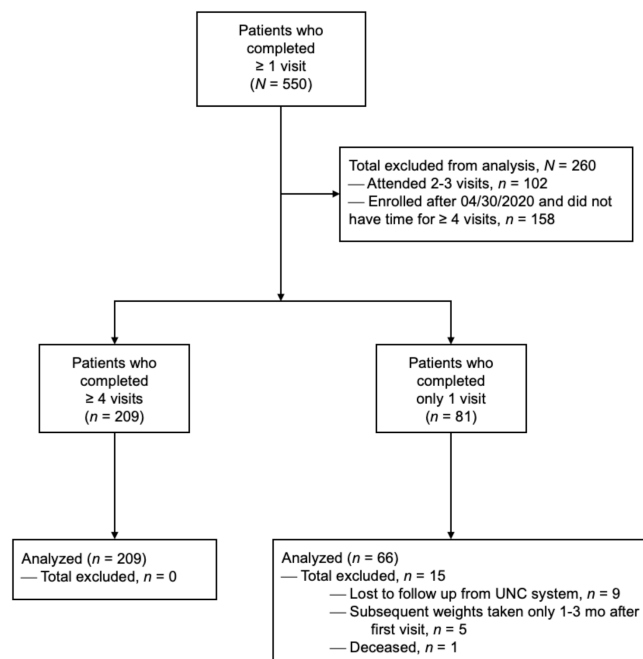 Patients who
completed
≥ 1 visit
(N = 550)
Total excluded from analysis, N = 260
— Attended 2-3 visits, n = 102
— Enrolled after 04/30/2020 and did not
have time for ≥ 4 visits, n = 158
Patients who
completed
≥ 4 visits
(n = 209)
Patients who
completed
only 1 visit
(n = 81)
Analyzed (n = 209)
— Total excluded, n = 0
Analyzed (n = 66)
— Total excluded, n = 15
— Lost to follow up from UNC system, n = 9
— Subsequent weights taken only 1-3 mo after
first visit, n = 5
— Deceased, n = 1